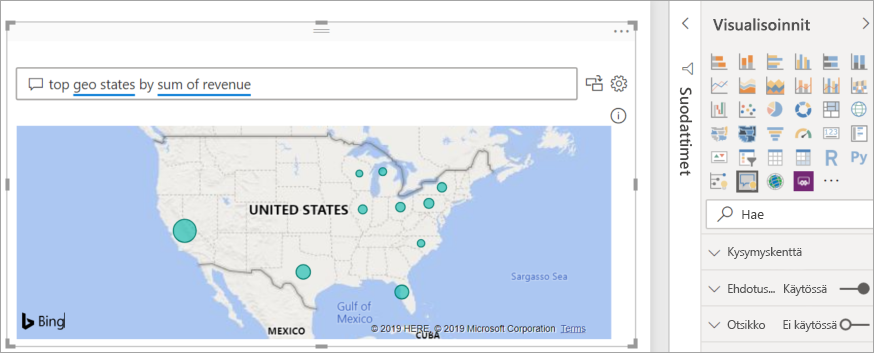 top geo states by sum of revenue
UNITED STATES
Sargasso Sea
Gulf of
Mexico
MEXICO
CUBA
Bing
© 2019 HERE, © 2019 Microsoft Corporation Terms
Suodattimet
Visualisoinnit
123
R
Py
Hae
Kysymyskenttä
Ehdotus... Käytössä
Otsikko Ei käytössä